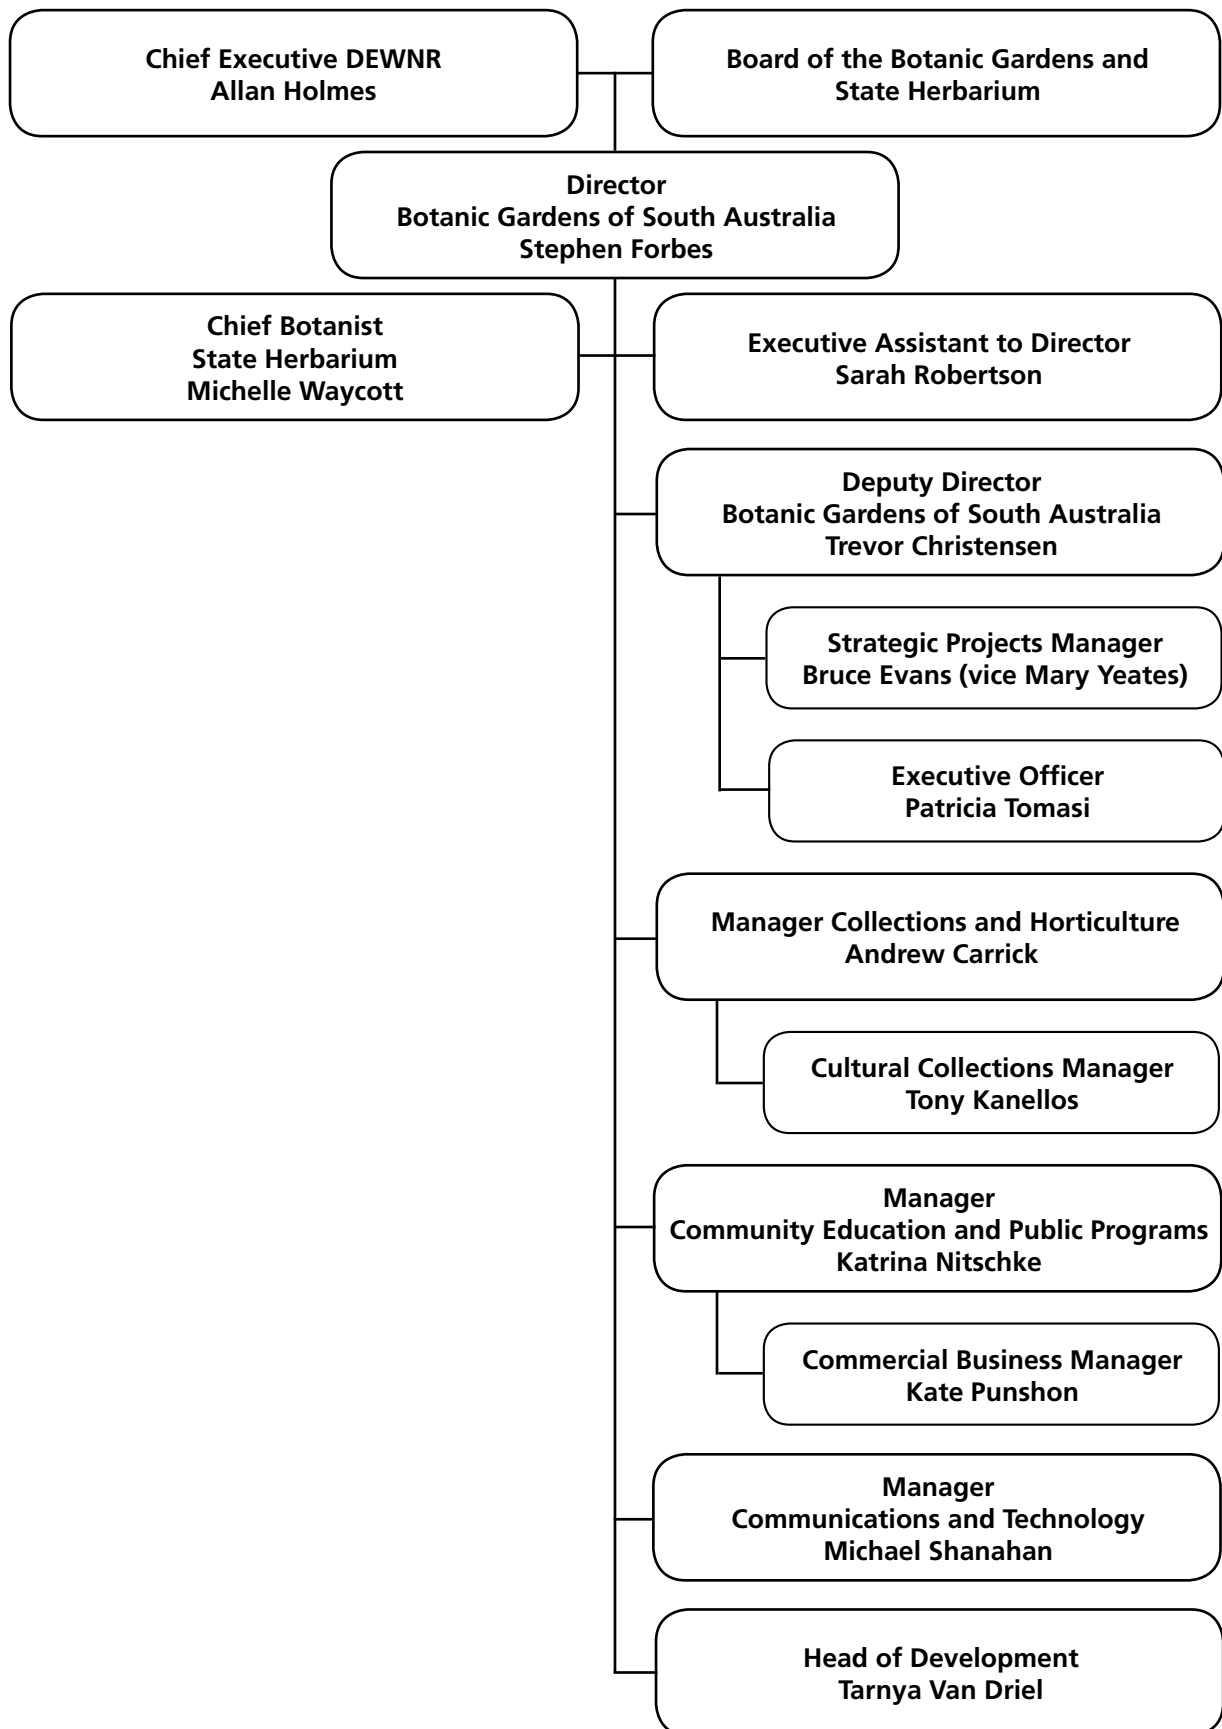 Chief Executive DEWNR
Allan Holmes
Board of the Botanic Gardens and
State Herbarium
Director
Botanic Gardens of South Australia
Stephen Forbes
Chief Botanist
State Herbarium
Michelle Waycott
Executive Assistant to Director
Sarah Robertson
Deputy Director
Botanic Gardens of South Australia
Trevor Christensen
Strategic Projects Manager
Bruce Evans (vice Mary Yeates)
Executive Officer
Patricia Tomasi
Manager Collections and Horticulture
Andrew Carrick
Cultural Collections Manager
Tony Kanellos
Manager
Community Education and Public Programs
Katrina Nitschke
Commercial Business Manager
Kate Punshon
Manager
Communications and Technology
Michael Shanahan
Head of Development
Tarnya Van Driel